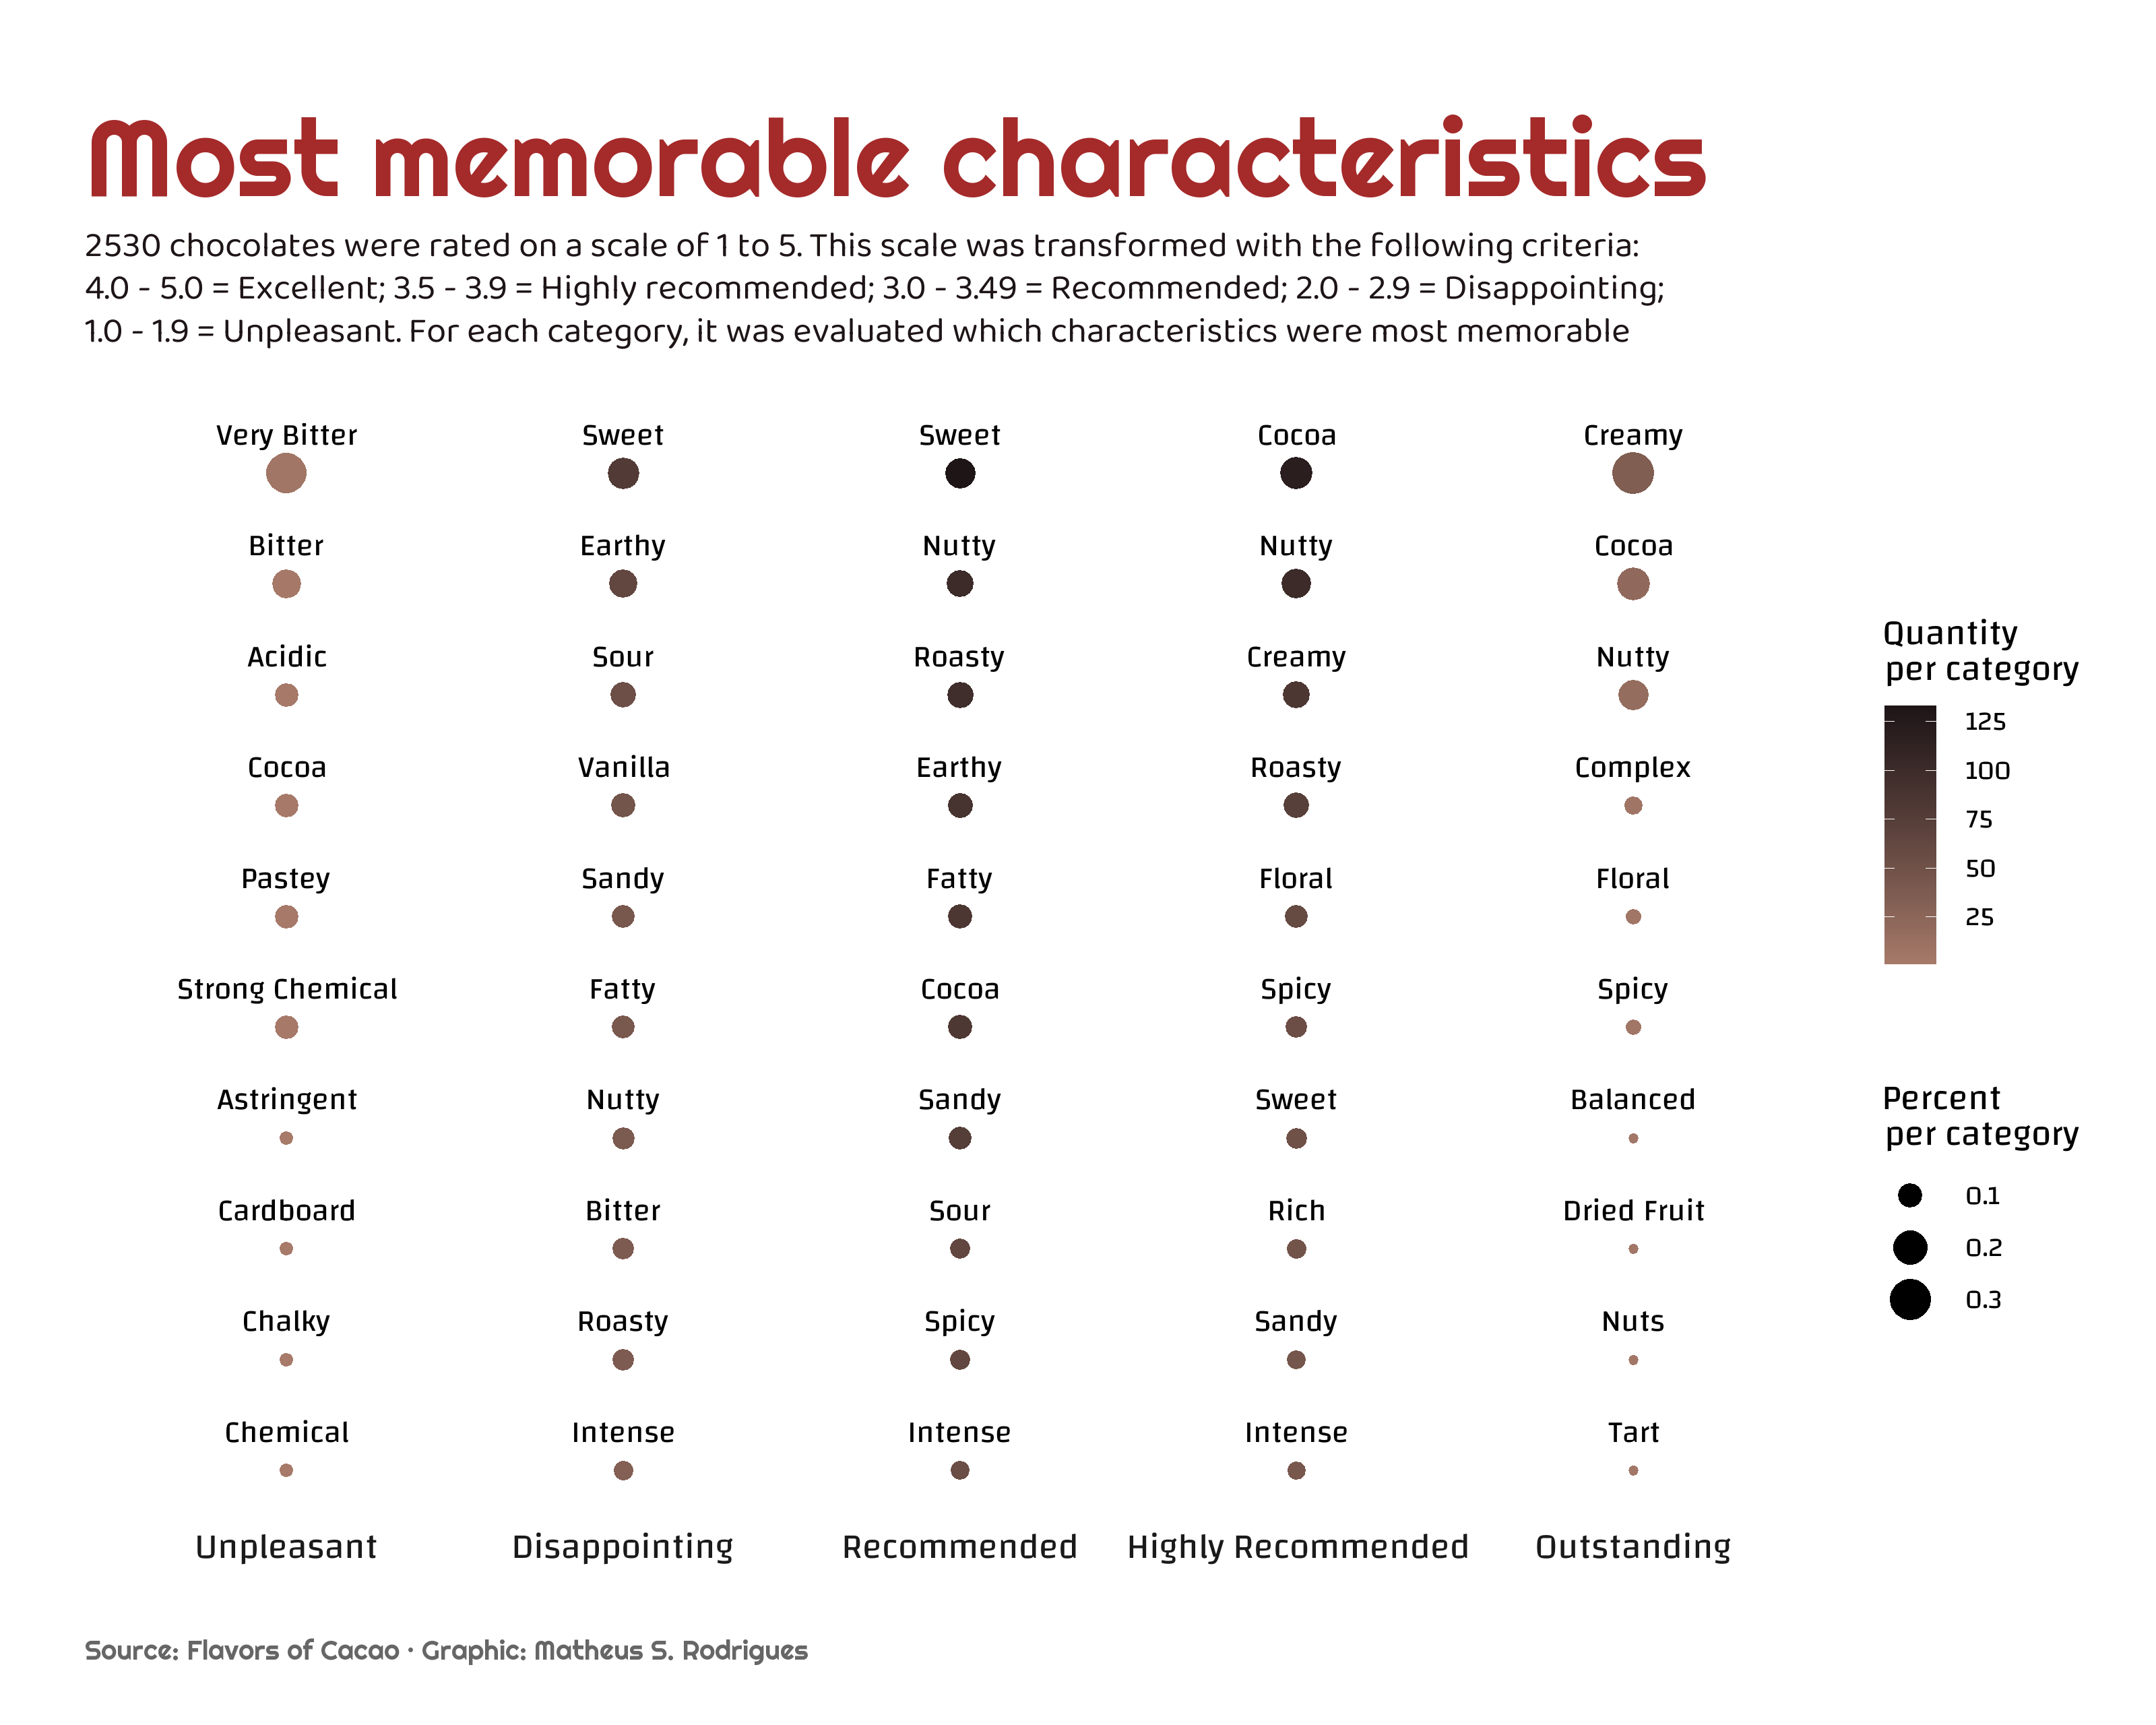 Most memorable characteristics
2530 chocolates were rated on a scale of 1 to 5. This scale was transformed with the following criteria:
4.0 - 5.0 = Excellent; 3.5 - 3.9 = Highly recommended; 3.0 - 3.49 = Recommended; 2.0 - 2.9 = Disappointing;
1.0 - 1.9 = Unpleasant. For each category, it was evaluated which characteristics were most memorable
Very Bitter Sweet Sweet Cocoa Creamy
Bitter Earthy Nutty Nutty Cocoa
Acidic Sour Roasty Creamy Nutty
Cocoa Vanilla Earthy Roasty Complex
Pastey Sandy Fatty Floral Floral
Strong Chemical Fatty Cocoa Spicy Spicy
Astringent Nutty Sandy Sweet Balanced
Cardboard Bitter Sour Rich Dried Fruit
Chalky Roasty Spicy Sandy Nuts
Chemical Intense Intense Intense Tart
Unpleasant Disappointing Recommended Highly Recommended Outstanding
Quantity
per category
125
100
75
50
25
Percent
per category
0.1
0.2
0.3
Source: Flavors of Cacao • Graphic: Matheus S. Rodrigues